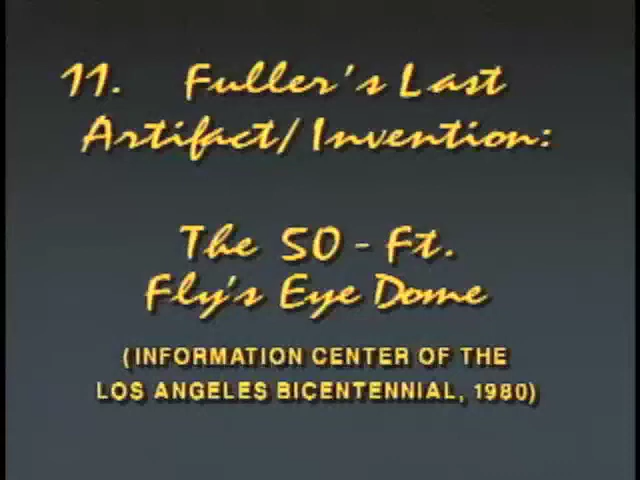 11. Fuller's Last
Artifact/Invention:
The 50-Ft.
Fly's Eye Dome
(INFORMATION CENTER OF THE
LOS ANGELES BICENTENNIAL, 1980)